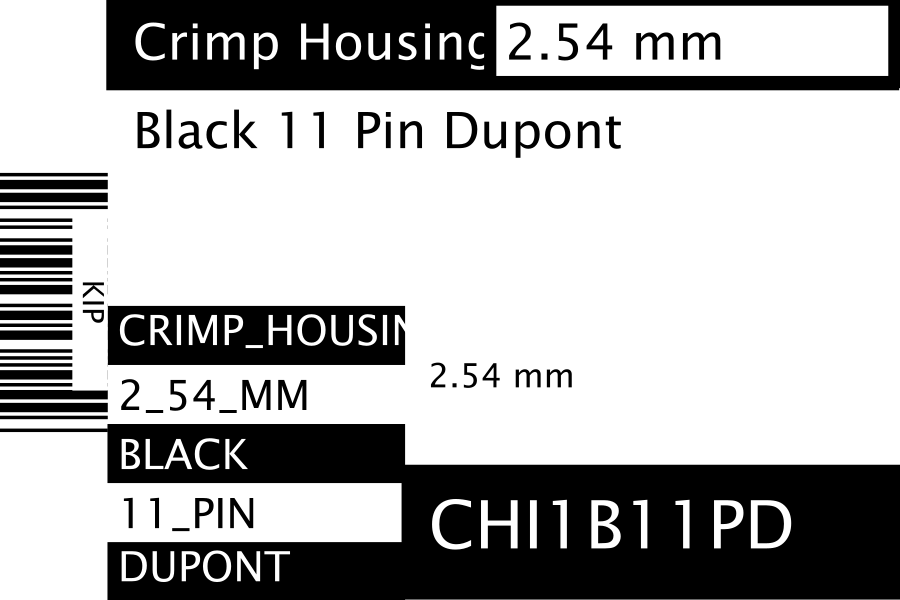 Crimp Housing 2.54 mm
Black 11 Pin Dupont
KIP
CRIMP_HOUSIN
2_54_MM
2.54 mm
BLACK
11_PIN
CHI1B11PD
DUPONT